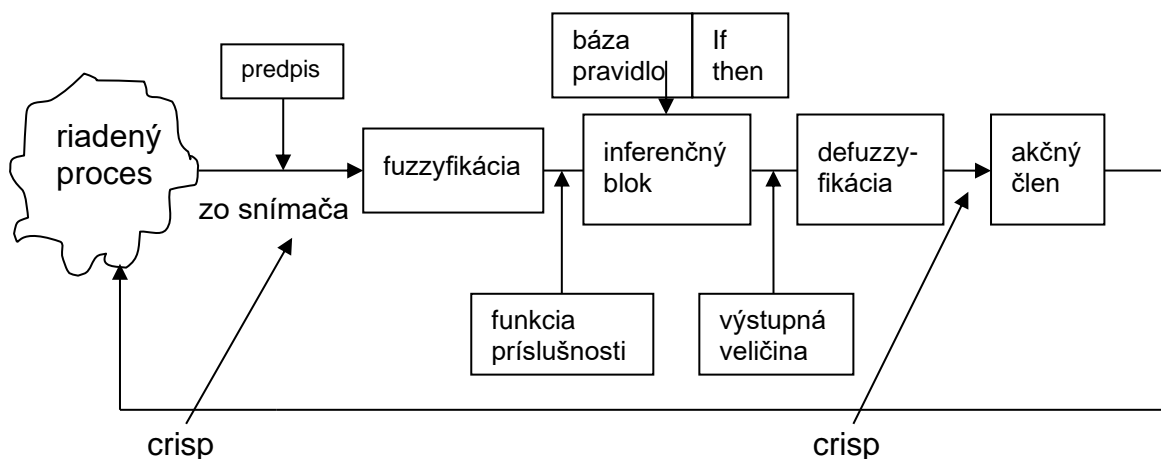 báza
pravidlo
If
then
predpis
riadený
proces
zo snímača
fuzzyfikácia
inferenčný
blok
defuzzy-
fikácia
akčný
člen
funkcia
príslušnosti
výstupná
veličina
crisp
crisp